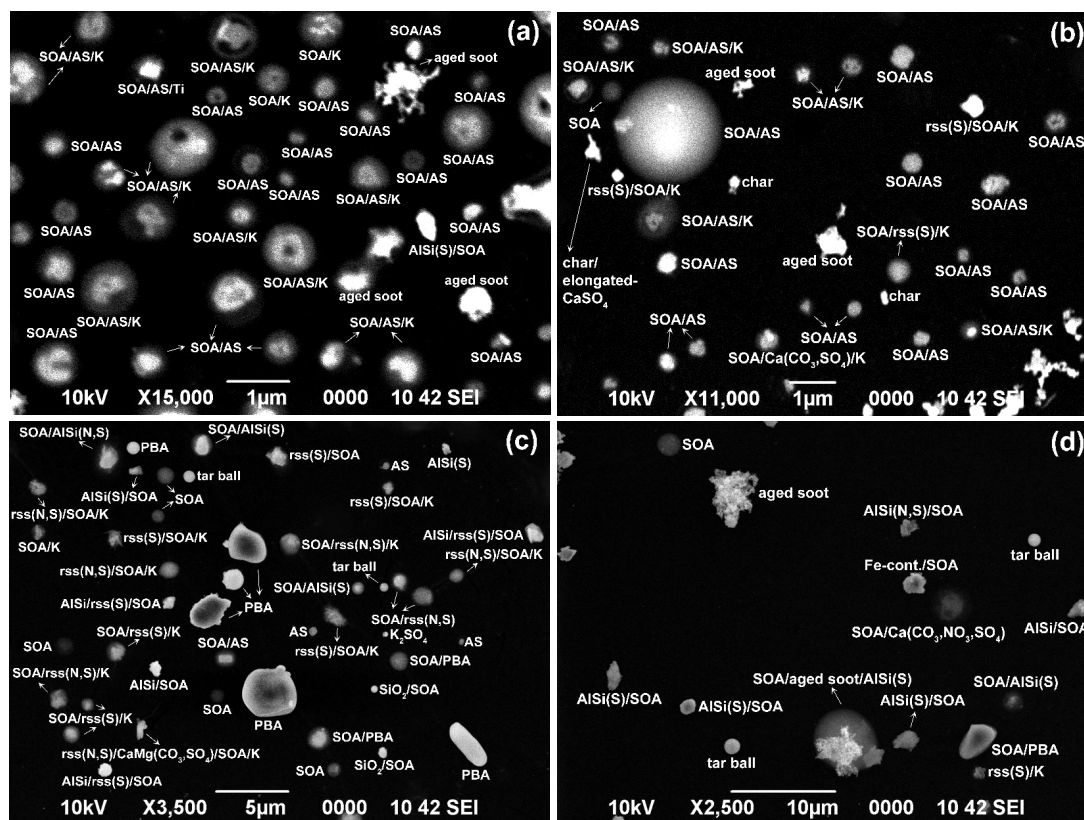 (a)
SOA/AS
SOA/K
SOA/AS/K
aged soot
SOA/AS/K
SOA/AS/Ti
SOA/K
SOA/AS
SOA/AS
SOA/AS
SOA/AS
SOA/AS
SOA/AS
SOA/AS
SOA/AS
SOA/AS
SOA/AS
SOA/AS/K
SOA/AS
SOA/AS/K
SOA/AS
SOA/AS/K
SOA/AS
AlSi(S)/SOA
SOA/AS
SOA/AS/K
aged soot
aged soot
SOA/AS/K
SOA/AS/K
SOA/AS
SOA/AS
SOA/AS
10kV X15,000 1µm 0000 10 42 SEI
(b)
SOA/AS
SOA/AS/K
SOA/AS/K
aged soot
SOA/AS
SOA/AS/K
SOA
SOA/AS
rss(S)/SOA/K
SOA/AS
rss(S)/SOA/K
char
SOA/AS
SOA/AS
SOA/AS/K
SOA/rss(S)/K
SOA/AS
aged soot
SOA/AS
char/
elongated-
CaSO4
SOA/AS
char
SOA/AS
SOA/AS
SOA/AS/K
SOA/Ca(CO3,SO4)/K
SOA/AS
10kV X11,000 1µm 0000 10 42 SEI
(c)
SOA/AlSi(N,S)
SOA/AlSi(S)
PBA
rss(S)/SOA
AS
AlSi(S)
tar ball
AlSi(S)/SOA
SOA
rss(S)/SOA/K
rss(N,S)/SOA/K
rss(S)/SOA/K
AlSi/rss(S)/SOA
SOA/K
SOA/rss(N,S)/K
rss(N,S)/SOA/K
tar ball
rss(N,S)/SOA/K
SOA/AlSi(S)
AlSi/rss(S)/SOA
PBA
SOA/rss(N,S)
SOA/rss(S)/K
AS
K2SO4
AS
SOA
SOA/AS
rss(S)/SOA/K
SOA/PBA
SOA/rss(N,S)/K
AlSi/SOA
SiO2/SOA
SOA
PBA
SOA/rss(S)/K
SOA/PBA
rss(N,S)/CaMg(CO3,SO4)/SOA/K
SiO2/SOA
SOA
PBA
AlSi/rss(S)/SOA
10kV X3,500 5µm 0000 10 42 SEI
(d)
SOA
aged soot
AlSi(N,S)/SOA
tar ball
Fe-cont./SOA
SOA/Ca(CO3,NO3,SO4)
AlSi/SOA
SOA/aged soot/AlSi(S)
SOA/AlSi(S)
AlSi(S)/SOA
AlSi(S)/SOA
AlSi(S)/SOA
SOA/PBA
tar ball
rss(S)/K
10kV X2,500 10µm 0000 10 42 SEI